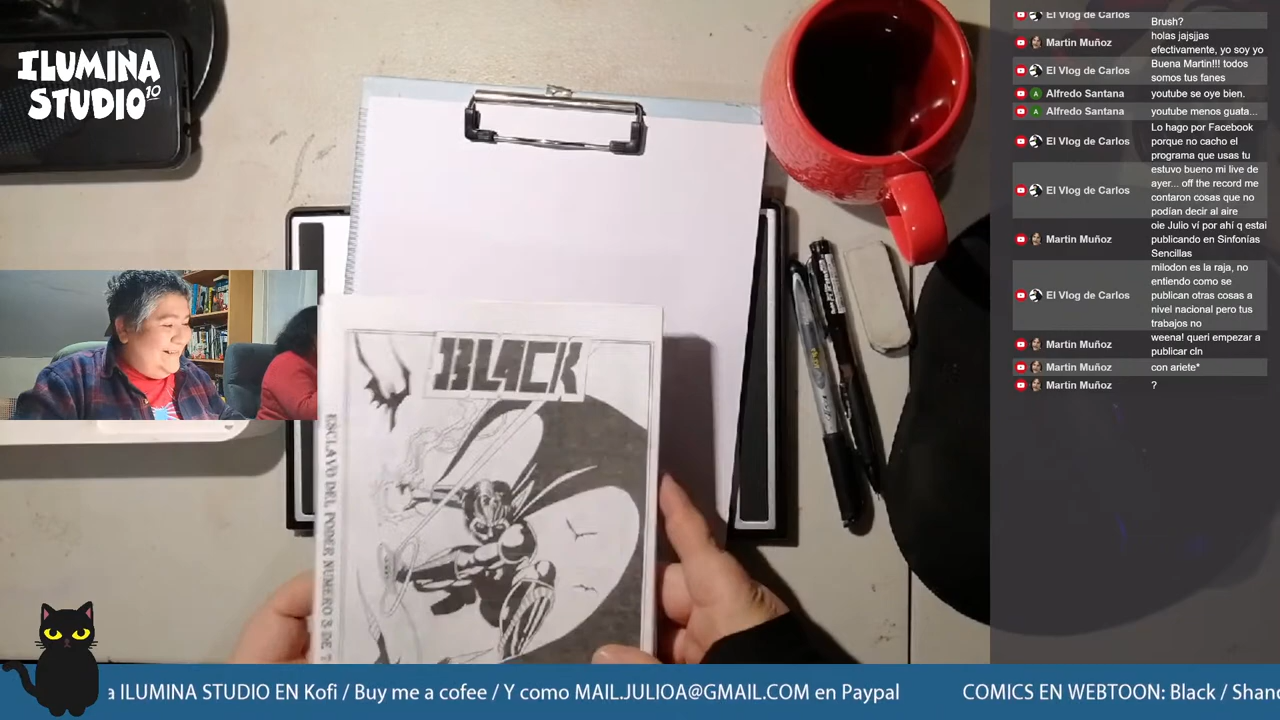 ILUMINA
STUDIO 10
BLACK
ESCLAVO DEL PODER NUMERO 3 DE
El Vlog de Carlos
Brush?
Martin Muñoz
holas jajsjjas
efectivamente, yo soy yo
El Vlog de Carlos
Buena Martin!!! todos
somos tus fanes
Alfredo Santana
youtube se oye bien.
Alfredo Santana
youtube menos guata...
El Vlog de Carlos
Lo hago por Facebook
porque no cacho el
programa que usas tu
El Vlog de Carlos
estuvo bueno mi live de
ayer... off the record me
contaron cosas que no
podían decir al aire
Martin Muñoz
oie Julio ví por ahí q estai
publicando en Sinfonías
Sencillas
El Vlog de Carlos
milodon es la raja, no
entiendo como se
publican otras cosas a
nivel nacional pero tus
trabajos no
Martin Muñoz
weena! queri empezar a
publicar cln
Martin Muñoz
con ariete*
Martin Muñoz
?
a ILUMINA STUDIO EN Kofi / Buy me a cofee / Y como MAIL.JULIOA@GMAIL.COM en Paypal
COMICS EN WEBTOON: Black / Shand